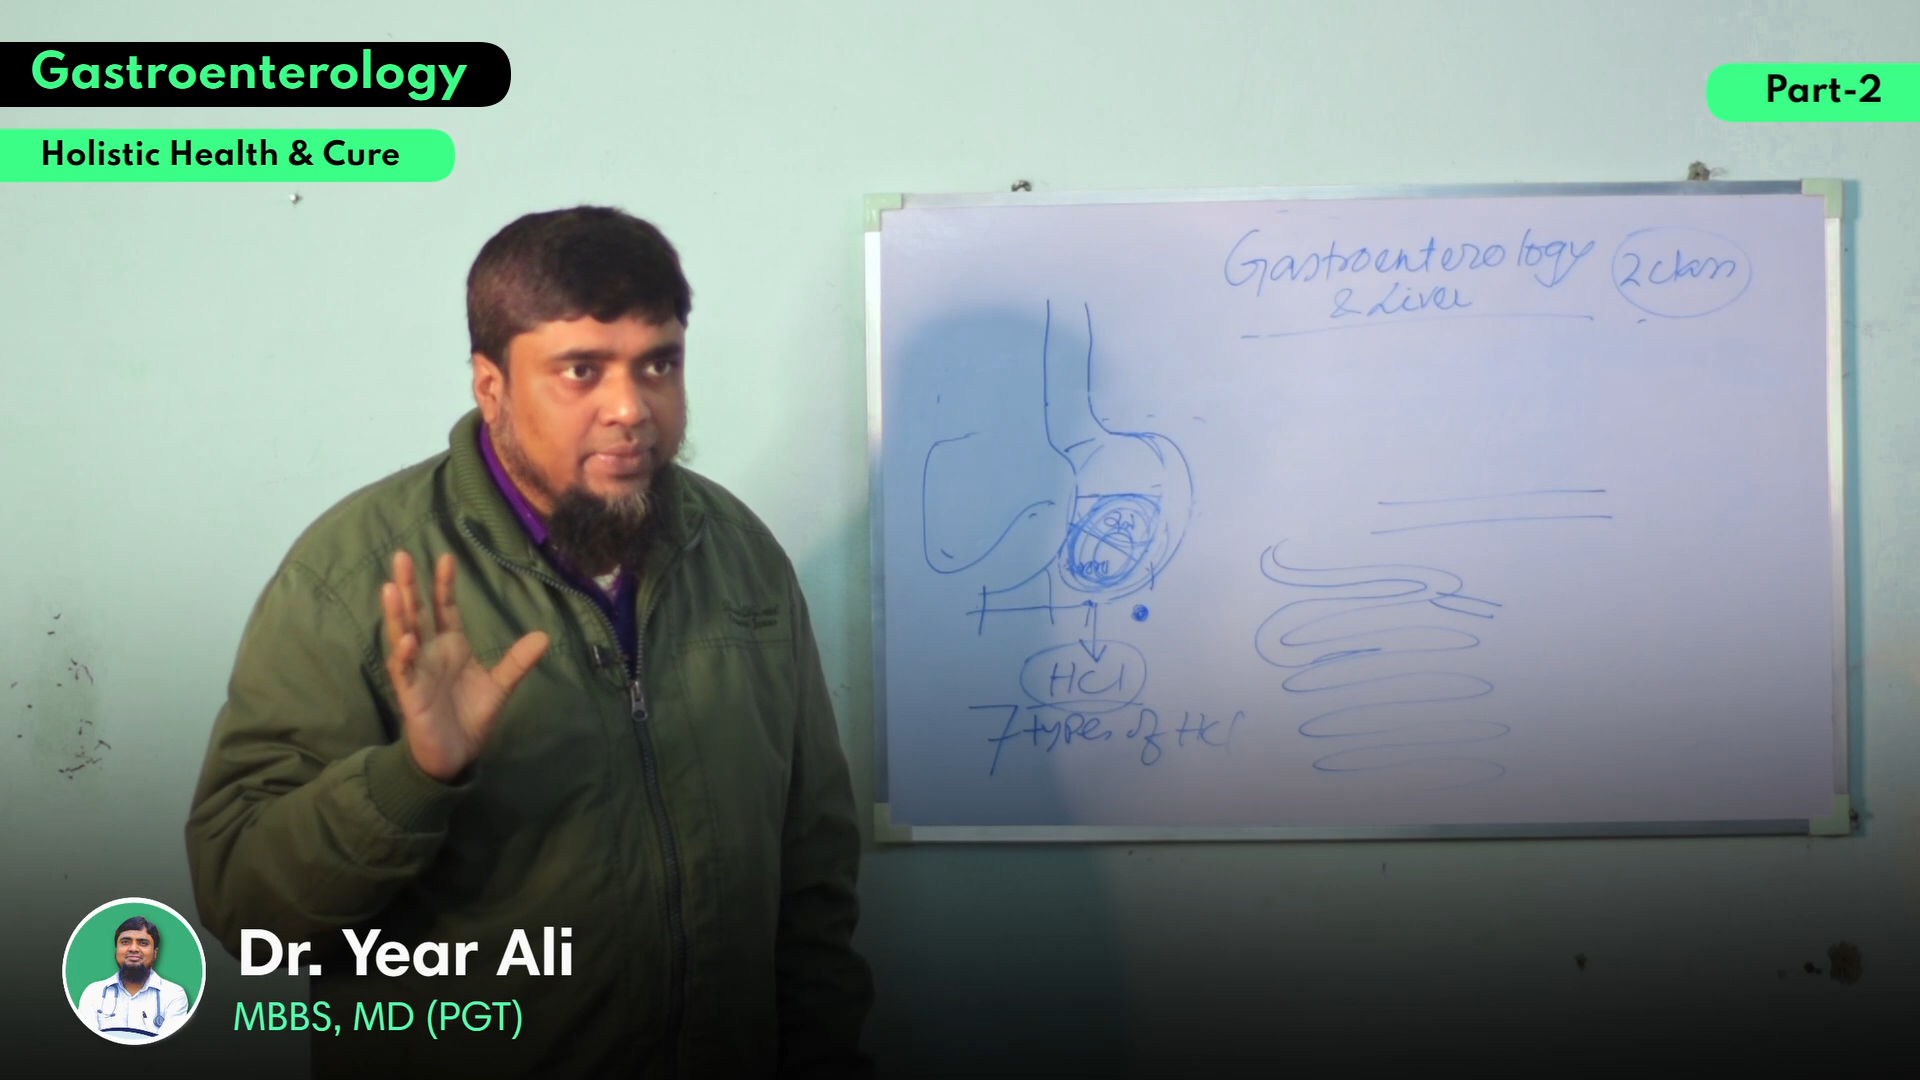 Gastroenterology
Part-2
Holistic Health & Cure
Gastroenterology 2 class
& Liver
HCl
7 types of HCl
Dr. Year Ali
MBBS, MD (PGT)